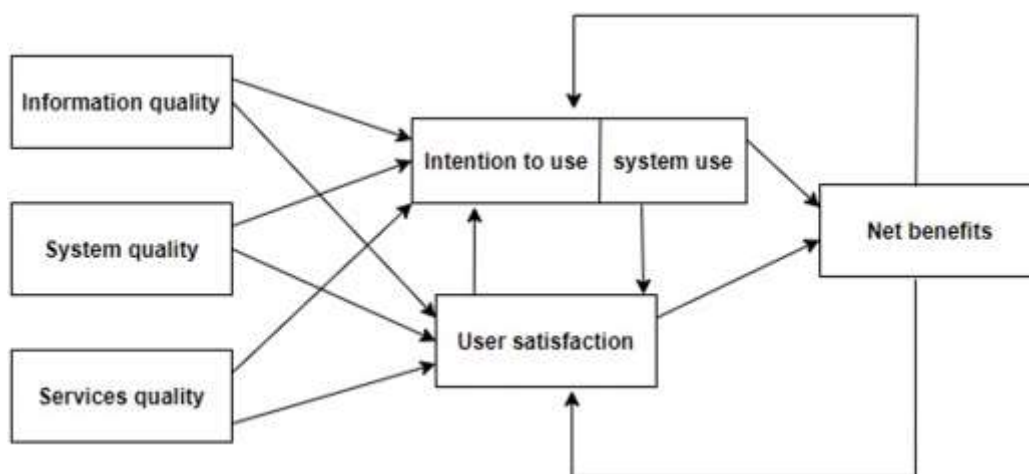 Information quality
Intention to use
system use
System quality
Net benefits
User satisfaction
Services quality